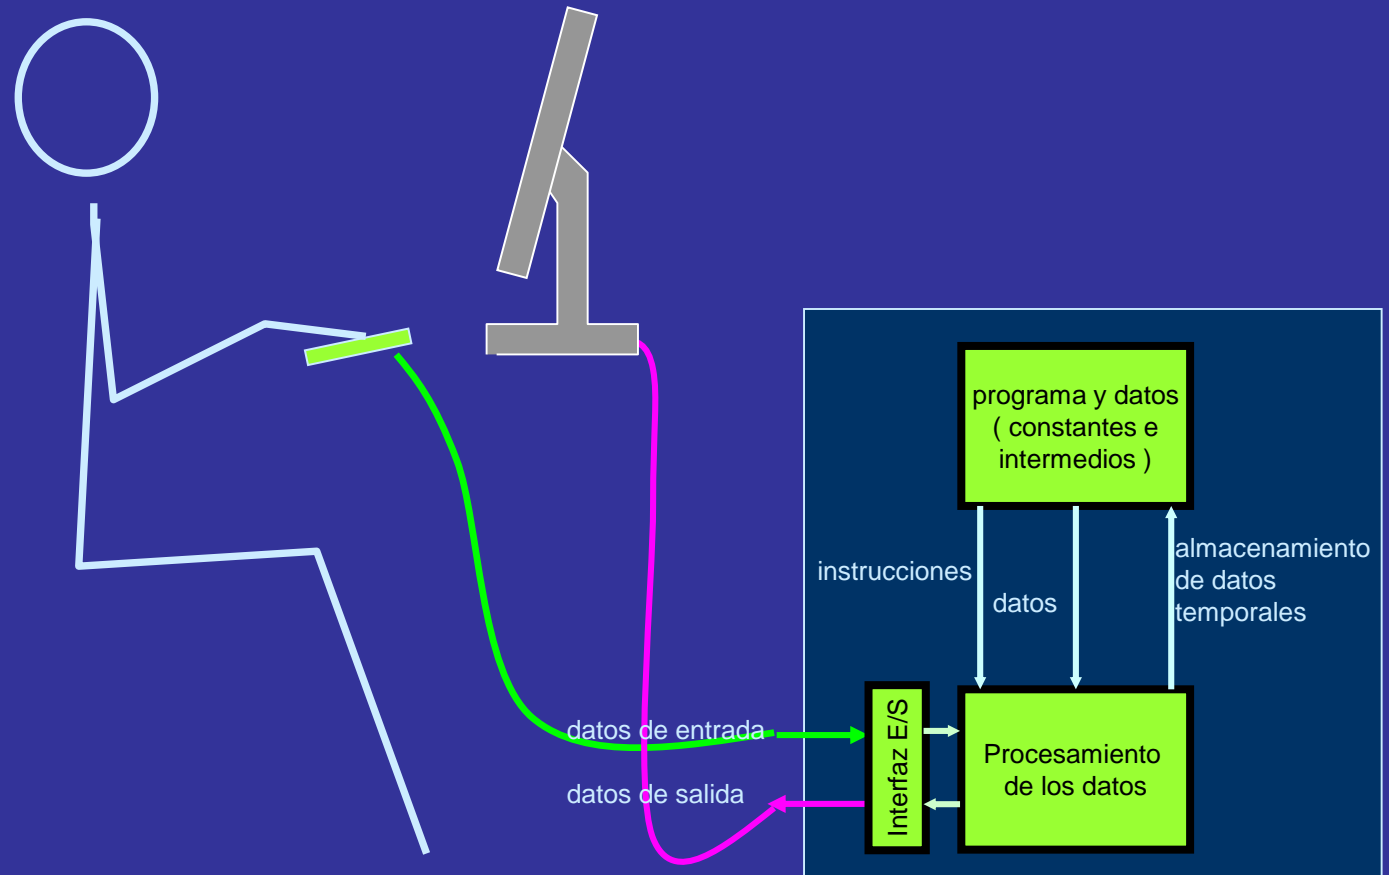 programa y datos
( constantes e
intermedios )
instrucciones
datos
almacenamiento
de datos
temporales
datos de entrada
datos de salida
Interfaz E/S
Procesamiento
de los datos